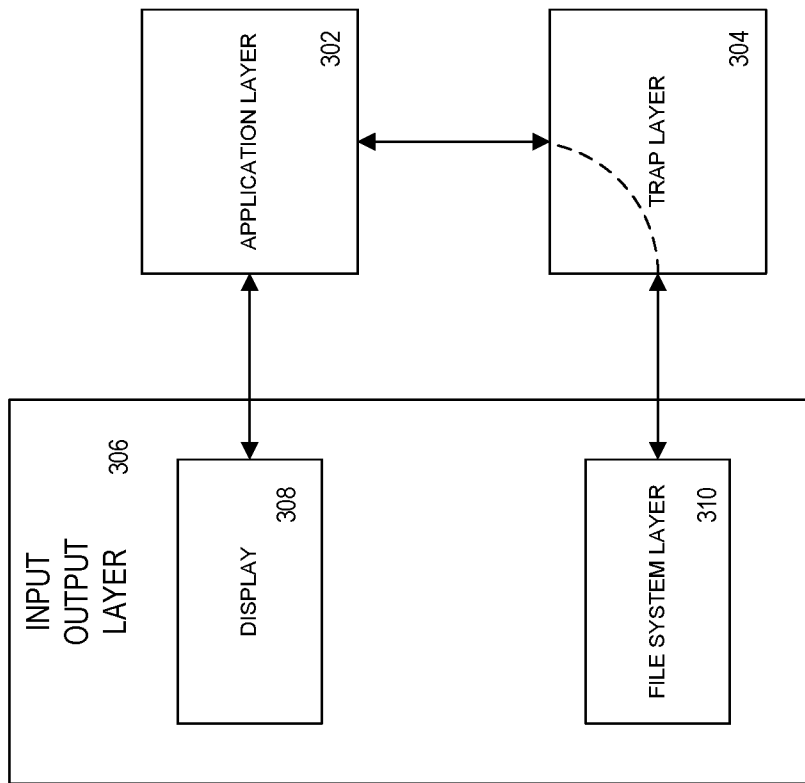 INPUT
OUTPUT
LAYER
306
DISPLAY
308
FILE SYSTEM LAYER
310
APPLICATION LAYER
302
TRAP LAYER
304